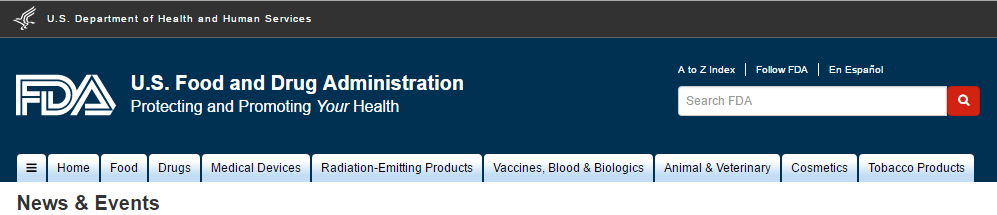 U.S. Department of Health and Human Services
A to Z Index
Follow FDA
En Español
FDA
U.S. Food and Drug Administration
Protecting and Promoting Your Health
Search FDA
Home
Food
Drugs
Medical Devices
Radiation-Emitting Products
Vaccines, Blood & Biologics
Animal & Veterinary
Cosmetics
Tobacco Products
News & Events